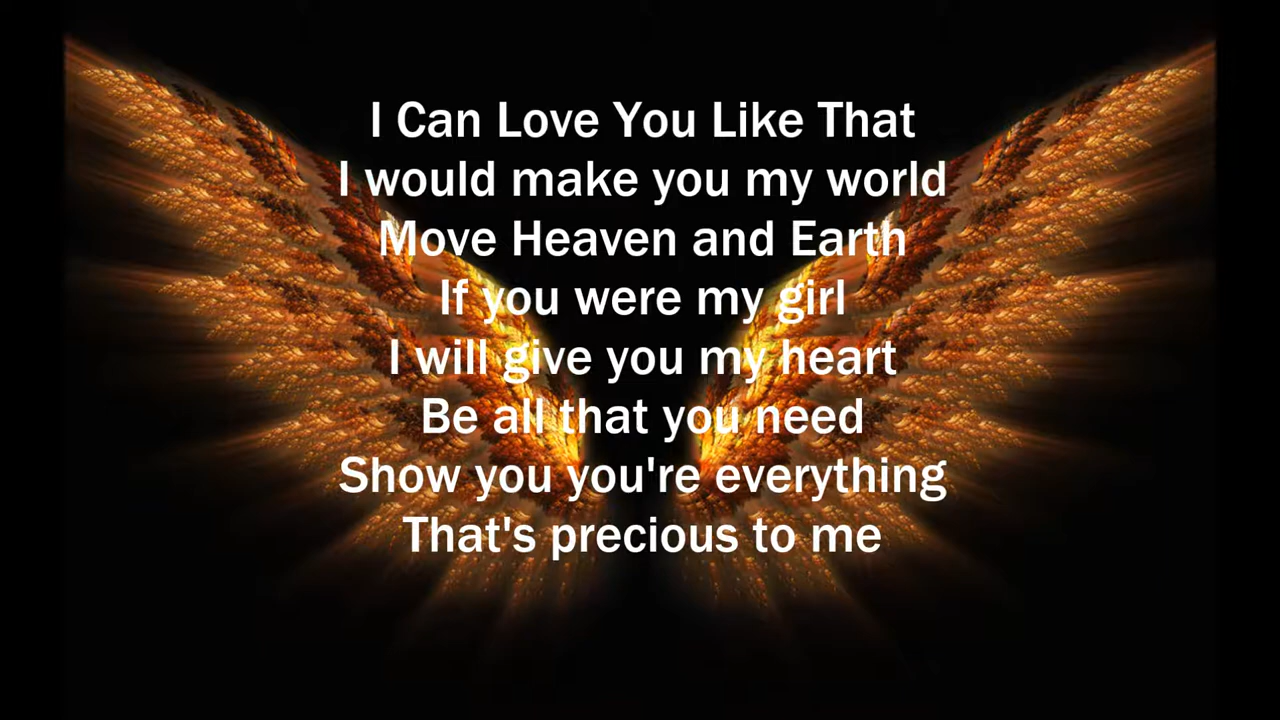 I Can Love You Like That
I would make you my world
Move Heaven and Earth
If you were my girl
I will give you my heart
Be all that you need
Show you you're everything
That's precious to me